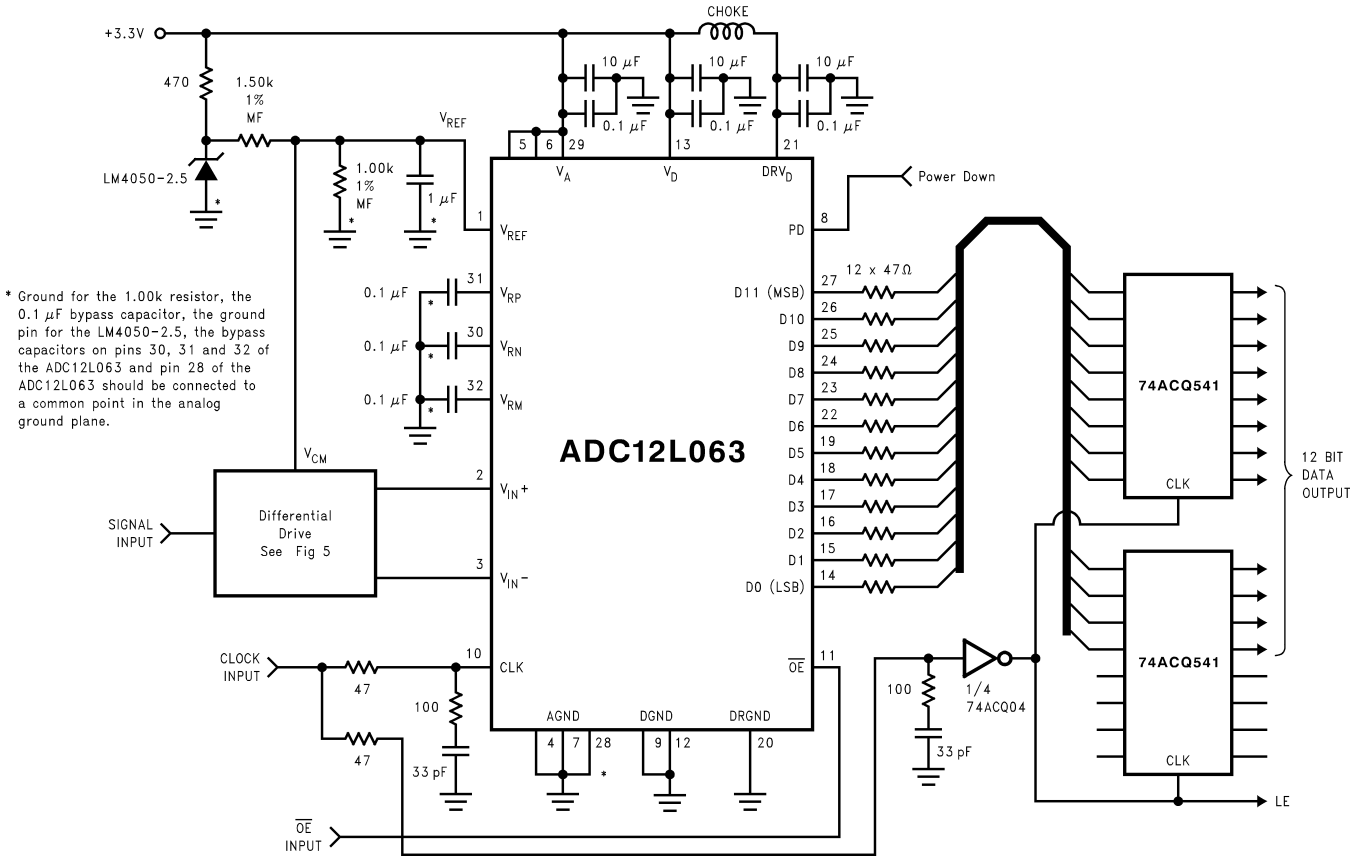 CHOKE
+3.3V
470
1.50k
1%
MF
10 μF
10 μF
10 μF
0.1 μF
0.1 μF
0.1 μF
VREF
LM4050-2.5
*
1.00k
1%
MF
*
1 μF
*
5
6
29
13
21
VA
VD
DRVD
Power Down
8
PD
1
VREF
12 x 47Ω
0.1 μF
*
31
VRP
0.1 μF
*
30
VRN
0.1 μF
*
32
VRM
27
D11 (MSB)
26
D10
25
D9
24
D8
23
D7
22
D6
19
D5
18
D4
17
D3
16
D2
15
D1
14
D0 (LSB)
* Ground for the 1.00k resistor, the
0.1 μF bypass capacitor, the ground
pin for the LM4050-2.5, the bypass
capacitors on pins 30, 31 and 32 of
the ADC12L063 and pin 28 of the
ADC12L063 should be connected to
a common point in the analog
ground plane.
ADC12L063
74ACQ541
CLK
12 BIT
DATA
OUTPUT
VCM
2
VIN+
SIGNAL
INPUT
Differential
Drive
See Fig 5
3
VIN-
CLOCK
INPUT
47
10
CLK
100
33 pF
47
11
OE
100
33 pF
1/4
74ACQ04
74ACQ541
CLK
AGND
DGND
DRGND
4
7
28
*
9
12
20
LE
OE
INPUT